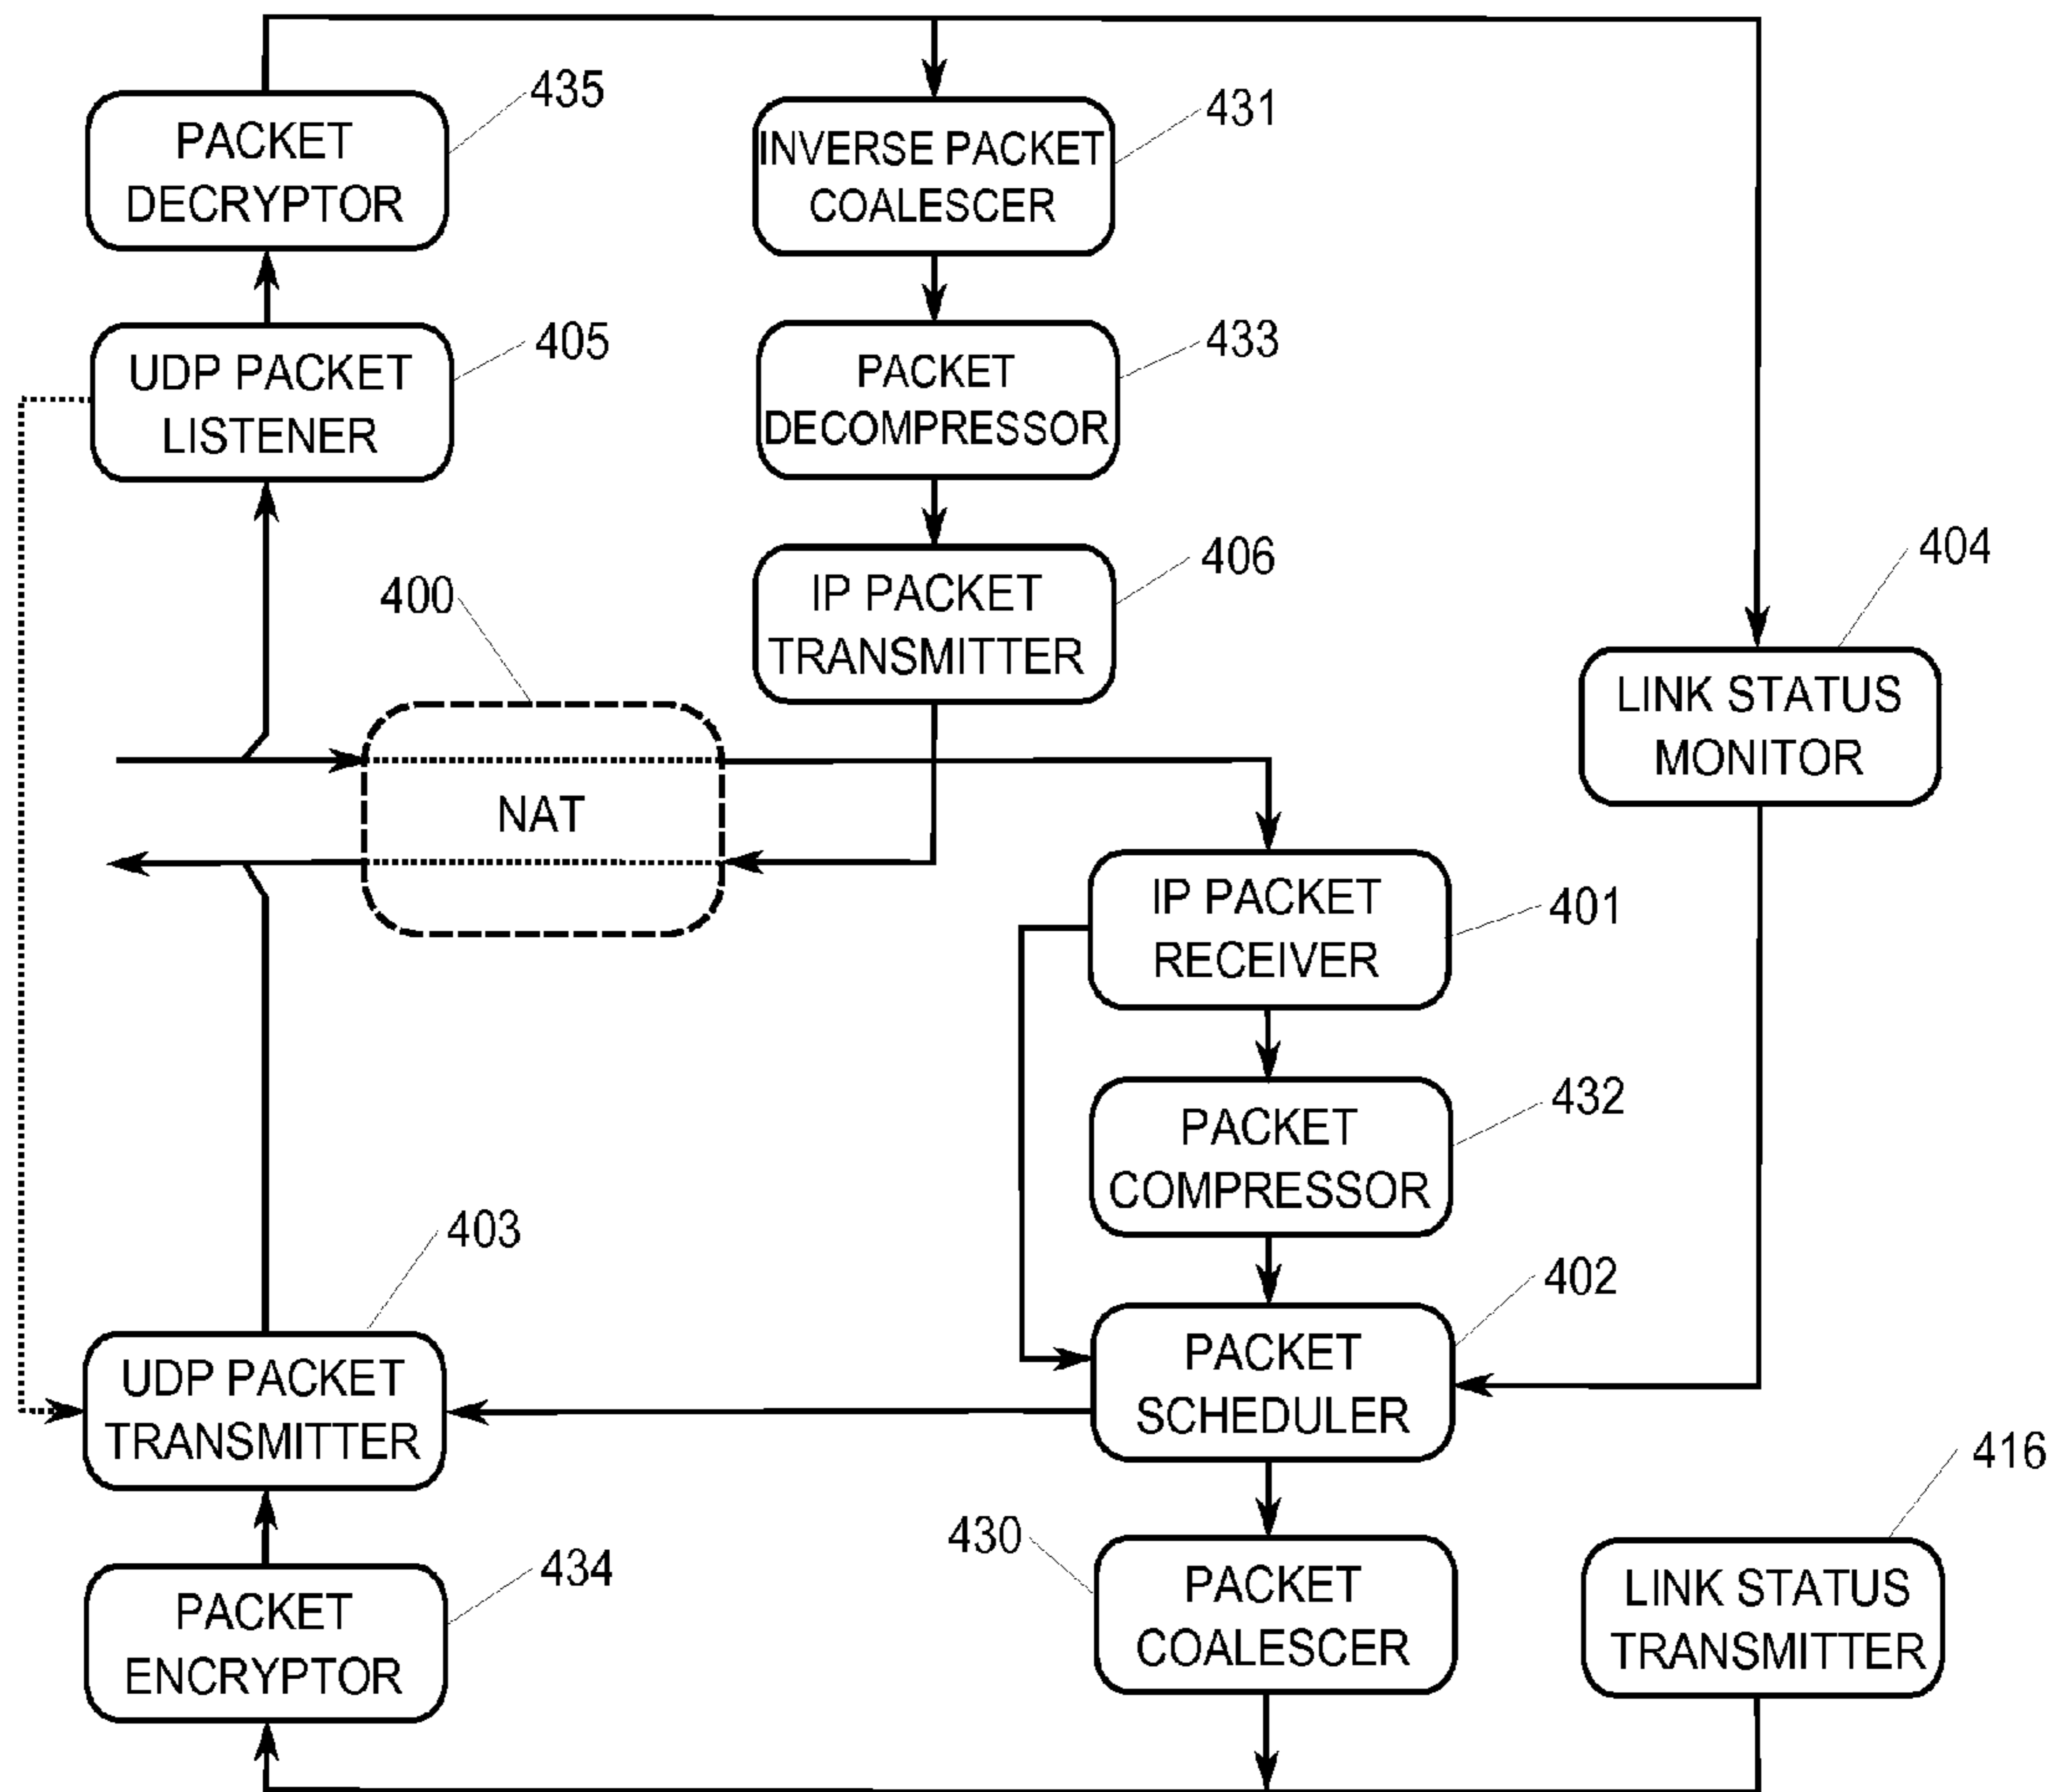 435
PACKET
DECRYPTOR
431
INVERSE PACKET
COALESCER
405
UDP PACKET
LISTENER
433
PACKET
DECOMPRESSOR
406
IP PACKET
TRANSMITTER
404
LINK STATUS
MONITOR
400
NAT
401
IP PACKET
RECEIVER
432
PACKET
COMPRESSOR
403
UDP PACKET
TRANSMITTER
402
PACKET
SCHEDULER
434
PACKET
ENCRYPTOR
430
PACKET
COALESCER
416
LINK STATUS
TRANSMITTER